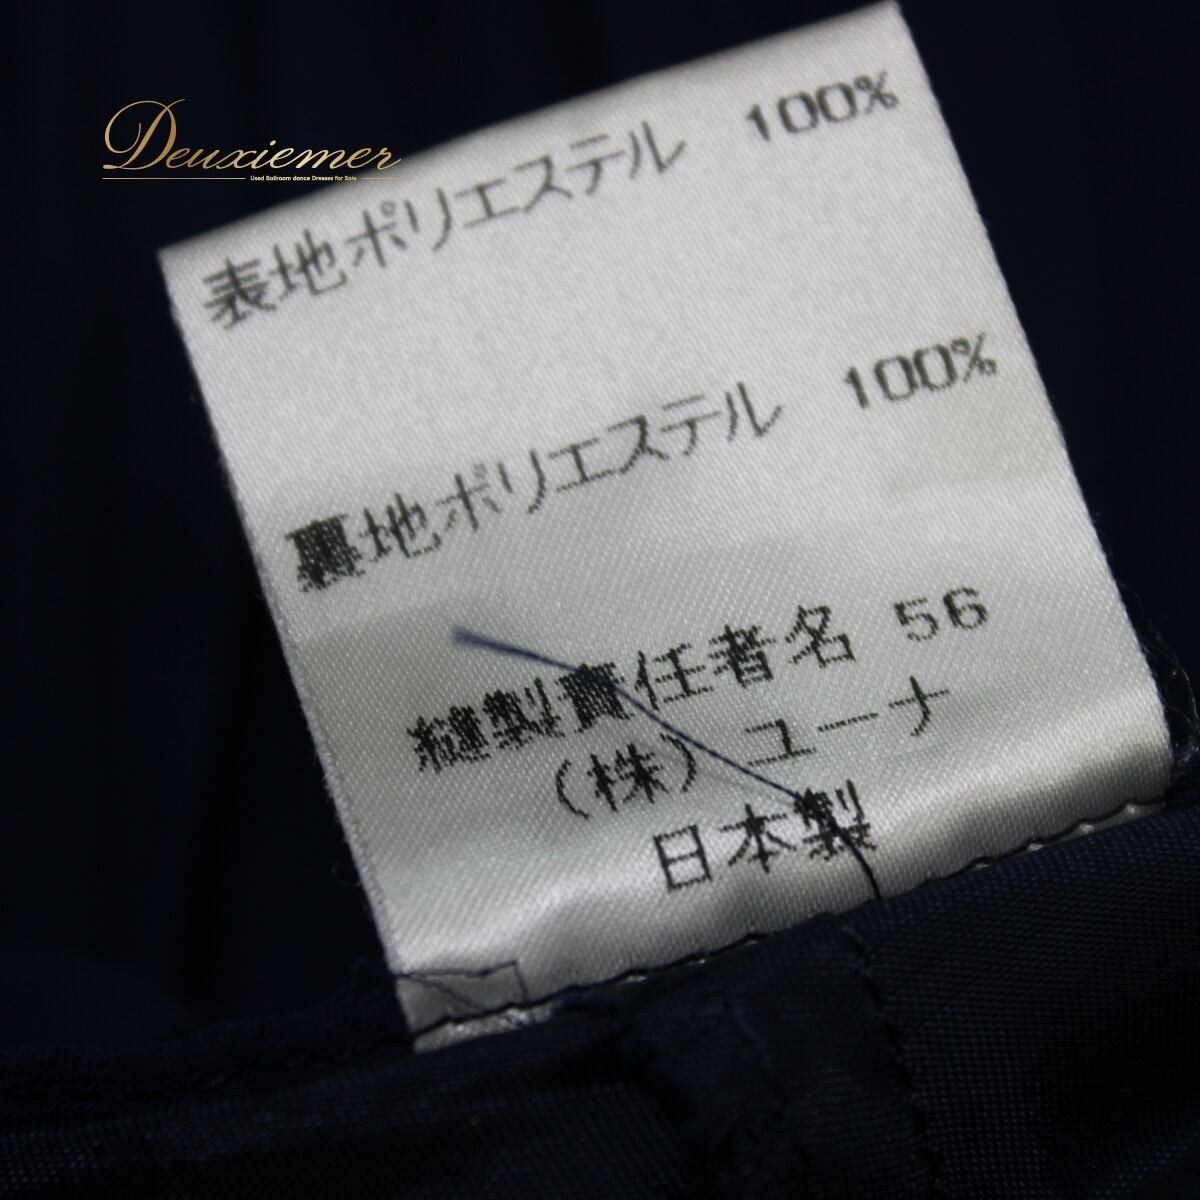 Deuxiemer
Used Ballroom dance Dresses for Sale
表地ポリエステル 100%
裏地ポリエステル 100%
縫製責任者名 56
(株) ユーナ
日本製